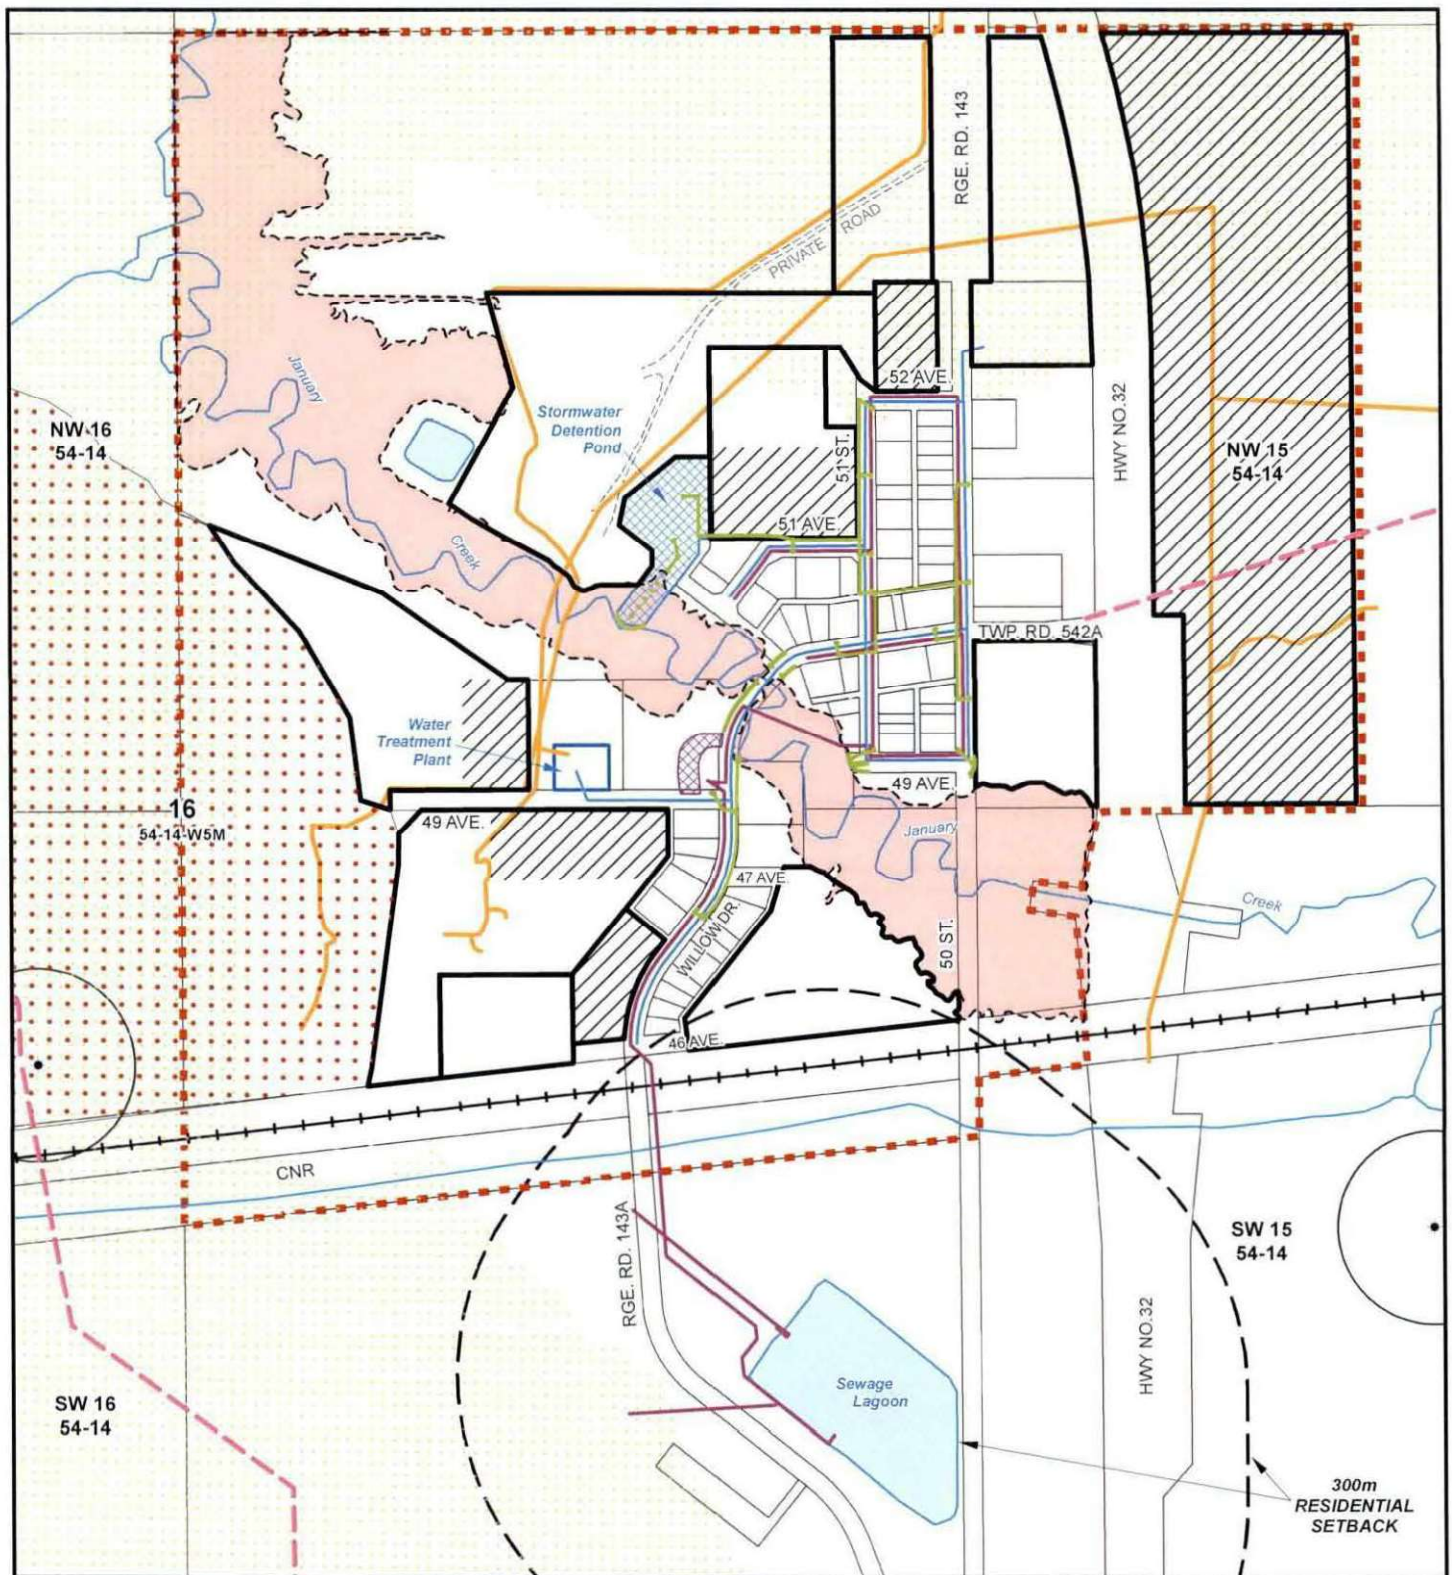 RGE. RD. 143
PRIVATE ROAD
January
52 AVE.
HWY NO.32
NW 16
54-14
Stormwater
Detention
Pond
51 ST.
NW 15
54-14
51 AVE.
Creek
TWP. RD. 542A
Water
Treatment
Plant
49 AVE.
16
54-14-W5M
49 AVE.
January
47 AVE.
Creek
WILLOW DR.
50 ST.
46 AVE.
CNR
RGE. RD. 143A
SW 15
54-14
HWY NO.32
Sewage
Lagoon
SW 16
54-14
300m
RESIDENTIAL
SETBACK